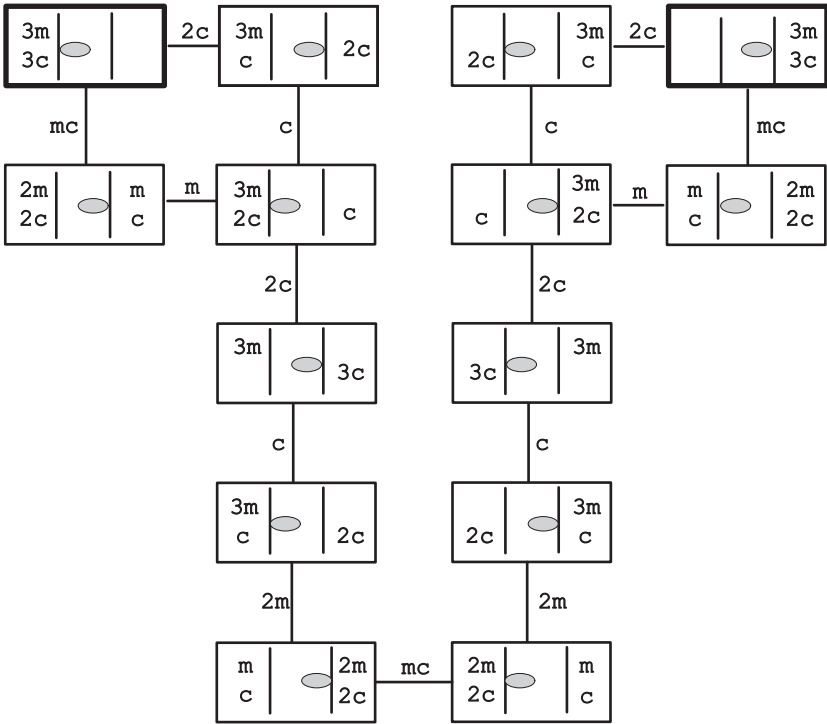 3m 2c 3m 3m 2c 3m
3c c 2c 2c c 3c
mc c c mc
2m m m 3m 3m m m 2m
2c c 2c c c 2c c 2c
2c 2c
3m 3m
3c 3c
c c
3m 3m
c 2c 2c c
2m 2m
m 2m mc 2m m
c 2c 2c c